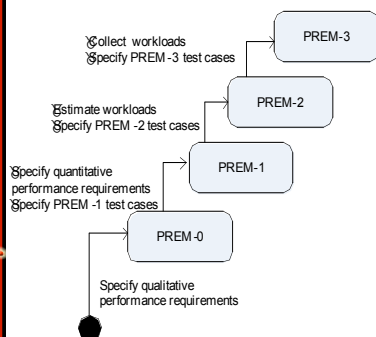 PREM-3
Collect workloads
Specify PREM-3 test cases
PREM-2
Estimate workloads
Specify PREM-2 test cases
PREM-1
Specify quantitative
performance requirements
Specify PREM-1 test cases
PREM-0
Specify qualitative
performance requirements